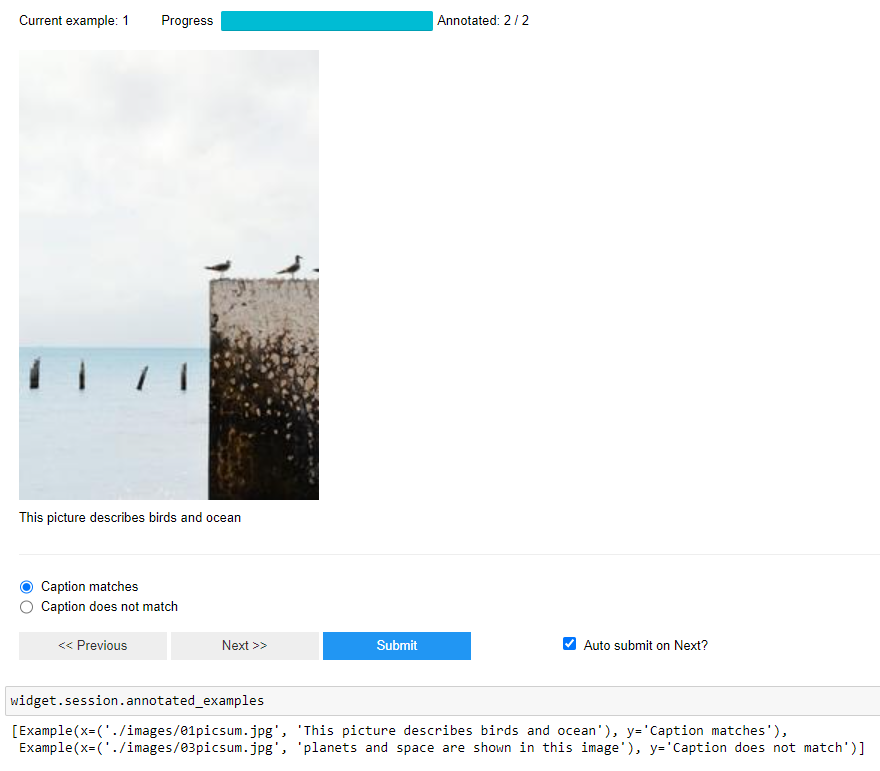 Current example: 1 Progress Annotated: 2 / 2
This picture describes birds and ocean
Caption matches
Caption does not match
<< Previous Next >> Submit Auto submit on Next?
widget.session.annotated_examples
[Example(x=('./images/01picsum.jpg', 'This picture describes birds and ocean'), y='Caption matches'),
Example(x=('./images/03picsum.jpg', 'planets and space are shown in this image'), y='Caption does not match')]